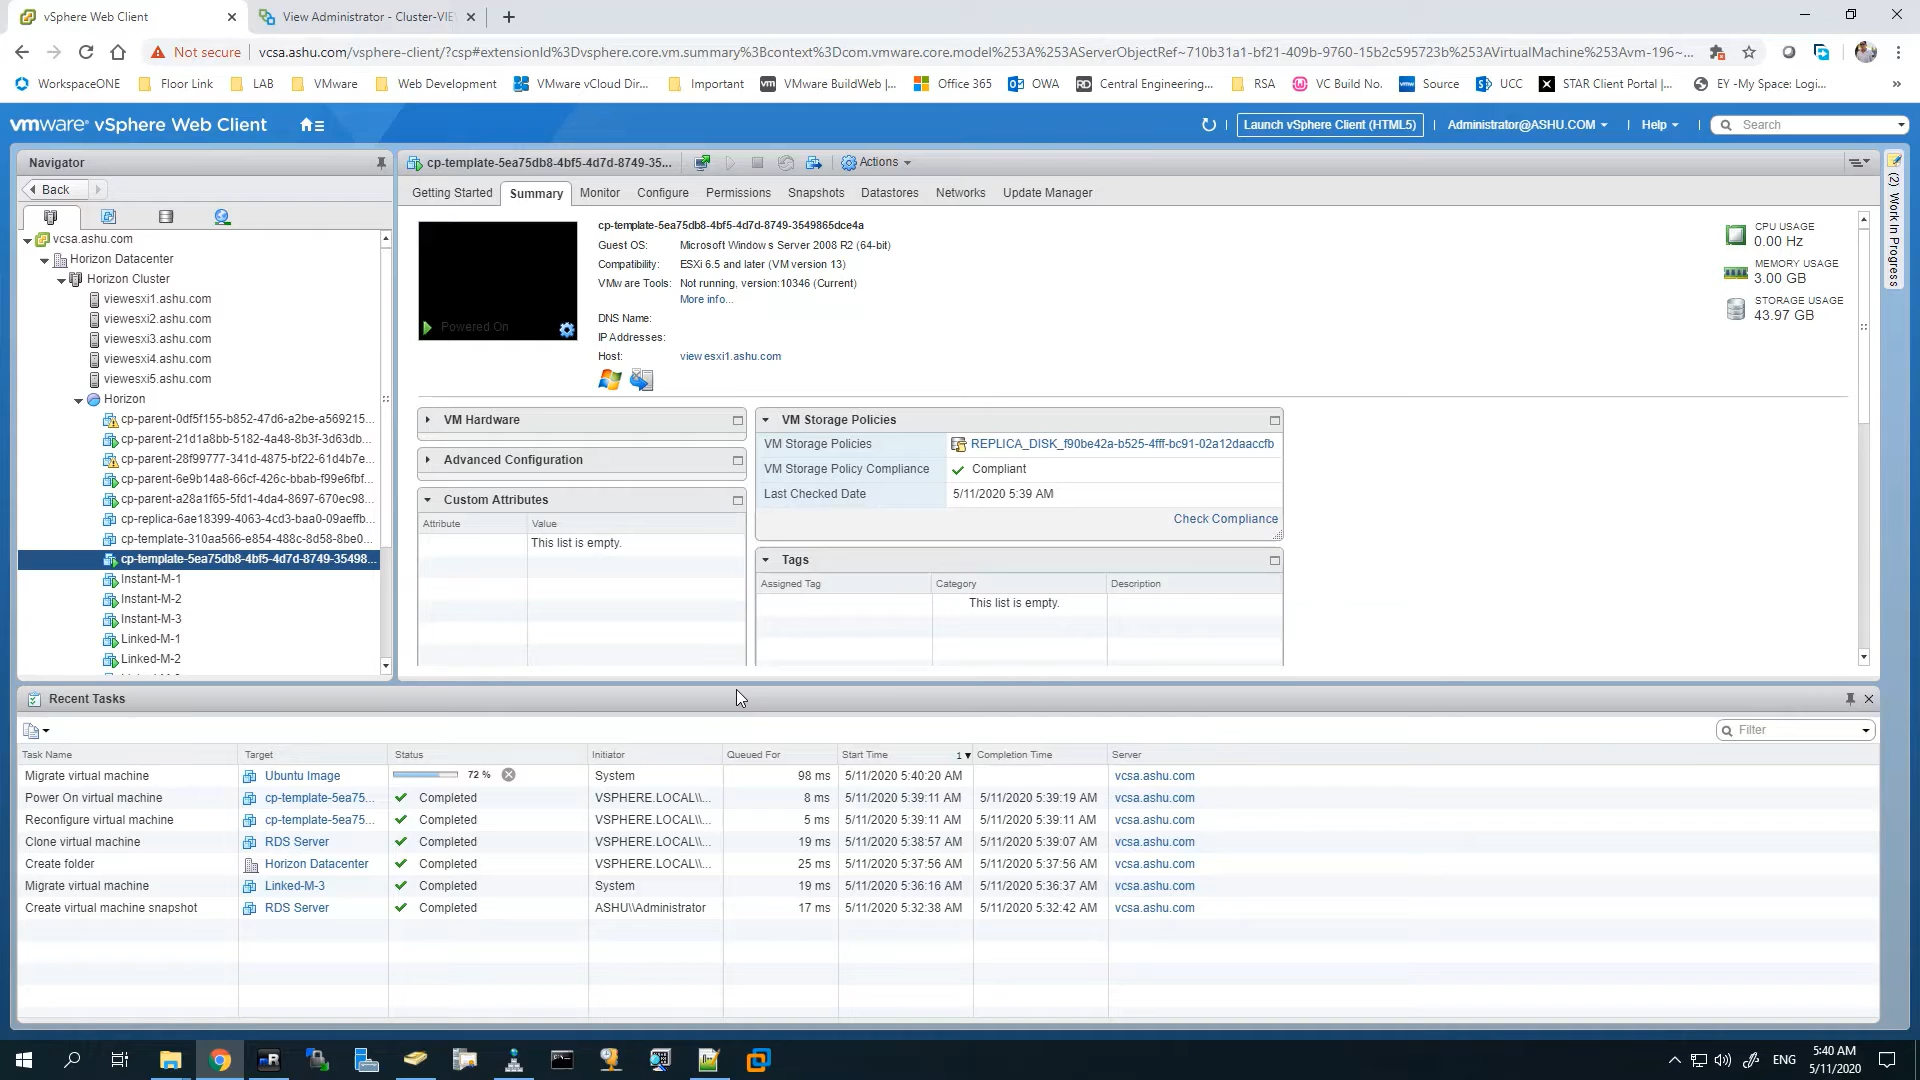 vSphere Web Client
View Administrator - Cluster-VIE
Not secure
vcsa.ashu.com/vsphere-client/?csp#extensionId%3Dvsphere.core.vm.summary%3Bcontext%3Dcom.vmware.core.model%253A%253AServerObjectRef~710b31a1-bf21-409b-9760-15b2c595723b%253AVirtualMachine%253Avm-196~...
WorkspaceONE
Floor Link
LAB
VMware
Web Development
VMware vCloud Dir...
Important
vm VMware BuildWeb |...
Office 365
OWA
RD Central Engineering...
RSA
VC Build No.
Source
UCC
STAR Client Portal |...
EY -My Space: Logi...
vmware® vSphere Web Client
Launch vSphere Client (HTML5)
Administrator@ASHU.COM
Help
Search
Navigator
Back
vcsa.ashu.com
Horizon Datacenter
Horizon Cluster
viewesxi1.ashu.com
viewesxi2.ashu.com
viewesxi3.ashu.com
viewesxi4.ashu.com
viewesxi5.ashu.com
Horizon
cp-parent-0df5f155-b852-47d6-a2be-a569215...
cp-parent-21d1a8bb-5182-4a48-8b3f-3d63db...
cp-parent-28f99777-341d-4875-bf22-61d4b7e...
cp-parent-6e9b14a8-66cf-426c-bbab-f99e6fbf...
cp-parent-a28a1f65-5fd1-4da4-8697-670ec98...
cp-replica-6ae18399-4063-4cd3-baa0-09aeffb...
cp-template-310aa566-e854-488c-8d58-8be0...
cp-template-5ea75db8-4bf5-4d7d-8749-35498...
Instant-M-1
Instant-M-2
Instant-M-3
Linked-M-1
Linked-M-2
cp-template-5ea75db8-4bf5-4d7d-8749-35...
Actions
Getting Started
Summary
Monitor
Configure
Permissions
Snapshots
Datastores
Networks
Update Manager
Powered On
cp-template-5ea75db8-4bf5-4d7d-8749-3549865dce4a
Guest OS: Microsoft Windows Server 2008 R2 (64-bit)
Compatibility: ESXi 6.5 and later (VM version 13)
VMware Tools: Not running, version:10346 (Current)
More info...
DNS Name:
IP Addresses:
Host: viewesxi1.ashu.com
CPU USAGE
0.00 Hz
MEMORY USAGE
3.00 GB
STORAGE USAGE
43.97 GB
(2) Work In Progress
VM Hardware
Advanced Configuration
Custom Attributes
Attribute Value
This list is empty.
VM Storage Policies
VM Storage Policies REPLICA_DISK_f90be42a-b525-4fff-bc91-02a12daaccfb
VM Storage Policy Compliance Compliant
Last Checked Date 5/11/2020 5:39 AM
Check Compliance
Tags
Assigned Tag Category Description
This list is empty.
Recent Tasks
Filter
Task Name Target Status Initiator Queued For Start Time 1 Completion Time Server
Migrate virtual machine Ubuntu Image 72 % System 98 ms 5/11/2020 5:40:20 AM vcsa.ashu.com
Power On virtual machine cp-template-5ea75... Completed VSPHERE.LOCAL\\... 8 ms 5/11/2020 5:39:11 AM 5/11/2020 5:39:19 AM vcsa.ashu.com
Reconfigure virtual machine cp-template-5ea75... Completed VSPHERE.LOCAL\\... 5 ms 5/11/2020 5:39:11 AM 5/11/2020 5:39:11 AM vcsa.ashu.com
Clone virtual machine RDS Server Completed VSPHERE.LOCAL\\... 19 ms 5/11/2020 5:38:57 AM 5/11/2020 5:39:07 AM vcsa.ashu.com
Create folder Horizon Datacenter Completed VSPHERE.LOCAL\\... 25 ms 5/11/2020 5:37:56 AM 5/11/2020 5:37:56 AM vcsa.ashu.com
Migrate virtual machine Linked-M-3 Completed System 19 ms 5/11/2020 5:36:16 AM 5/11/2020 5:36:37 AM vcsa.ashu.com
Create virtual machine snapshot RDS Server Completed ASHU\\Administrator 17 ms 5/11/2020 5:32:38 AM 5/11/2020 5:32:42 AM vcsa.ashu.com
ENG
5:40 AM
5/11/2020